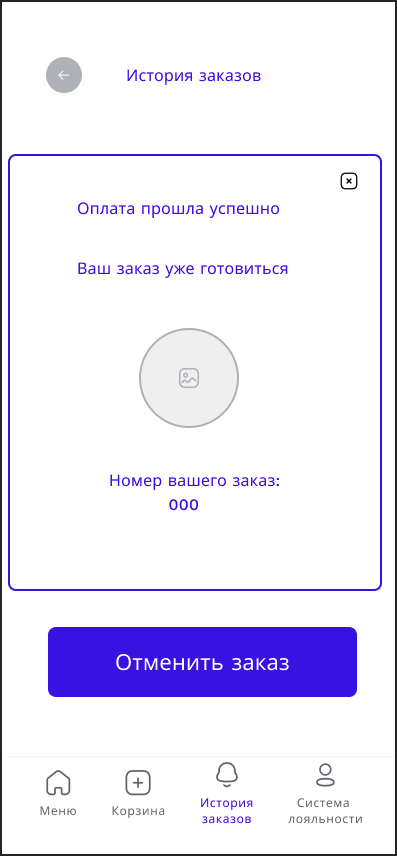 История заказов
Оплата прошла успешно
Ваш заказ уже готовиться
Номер вашего заказ:
000
Отменить заказ
Меню
Корзина
История
заказов
Система
лояльности